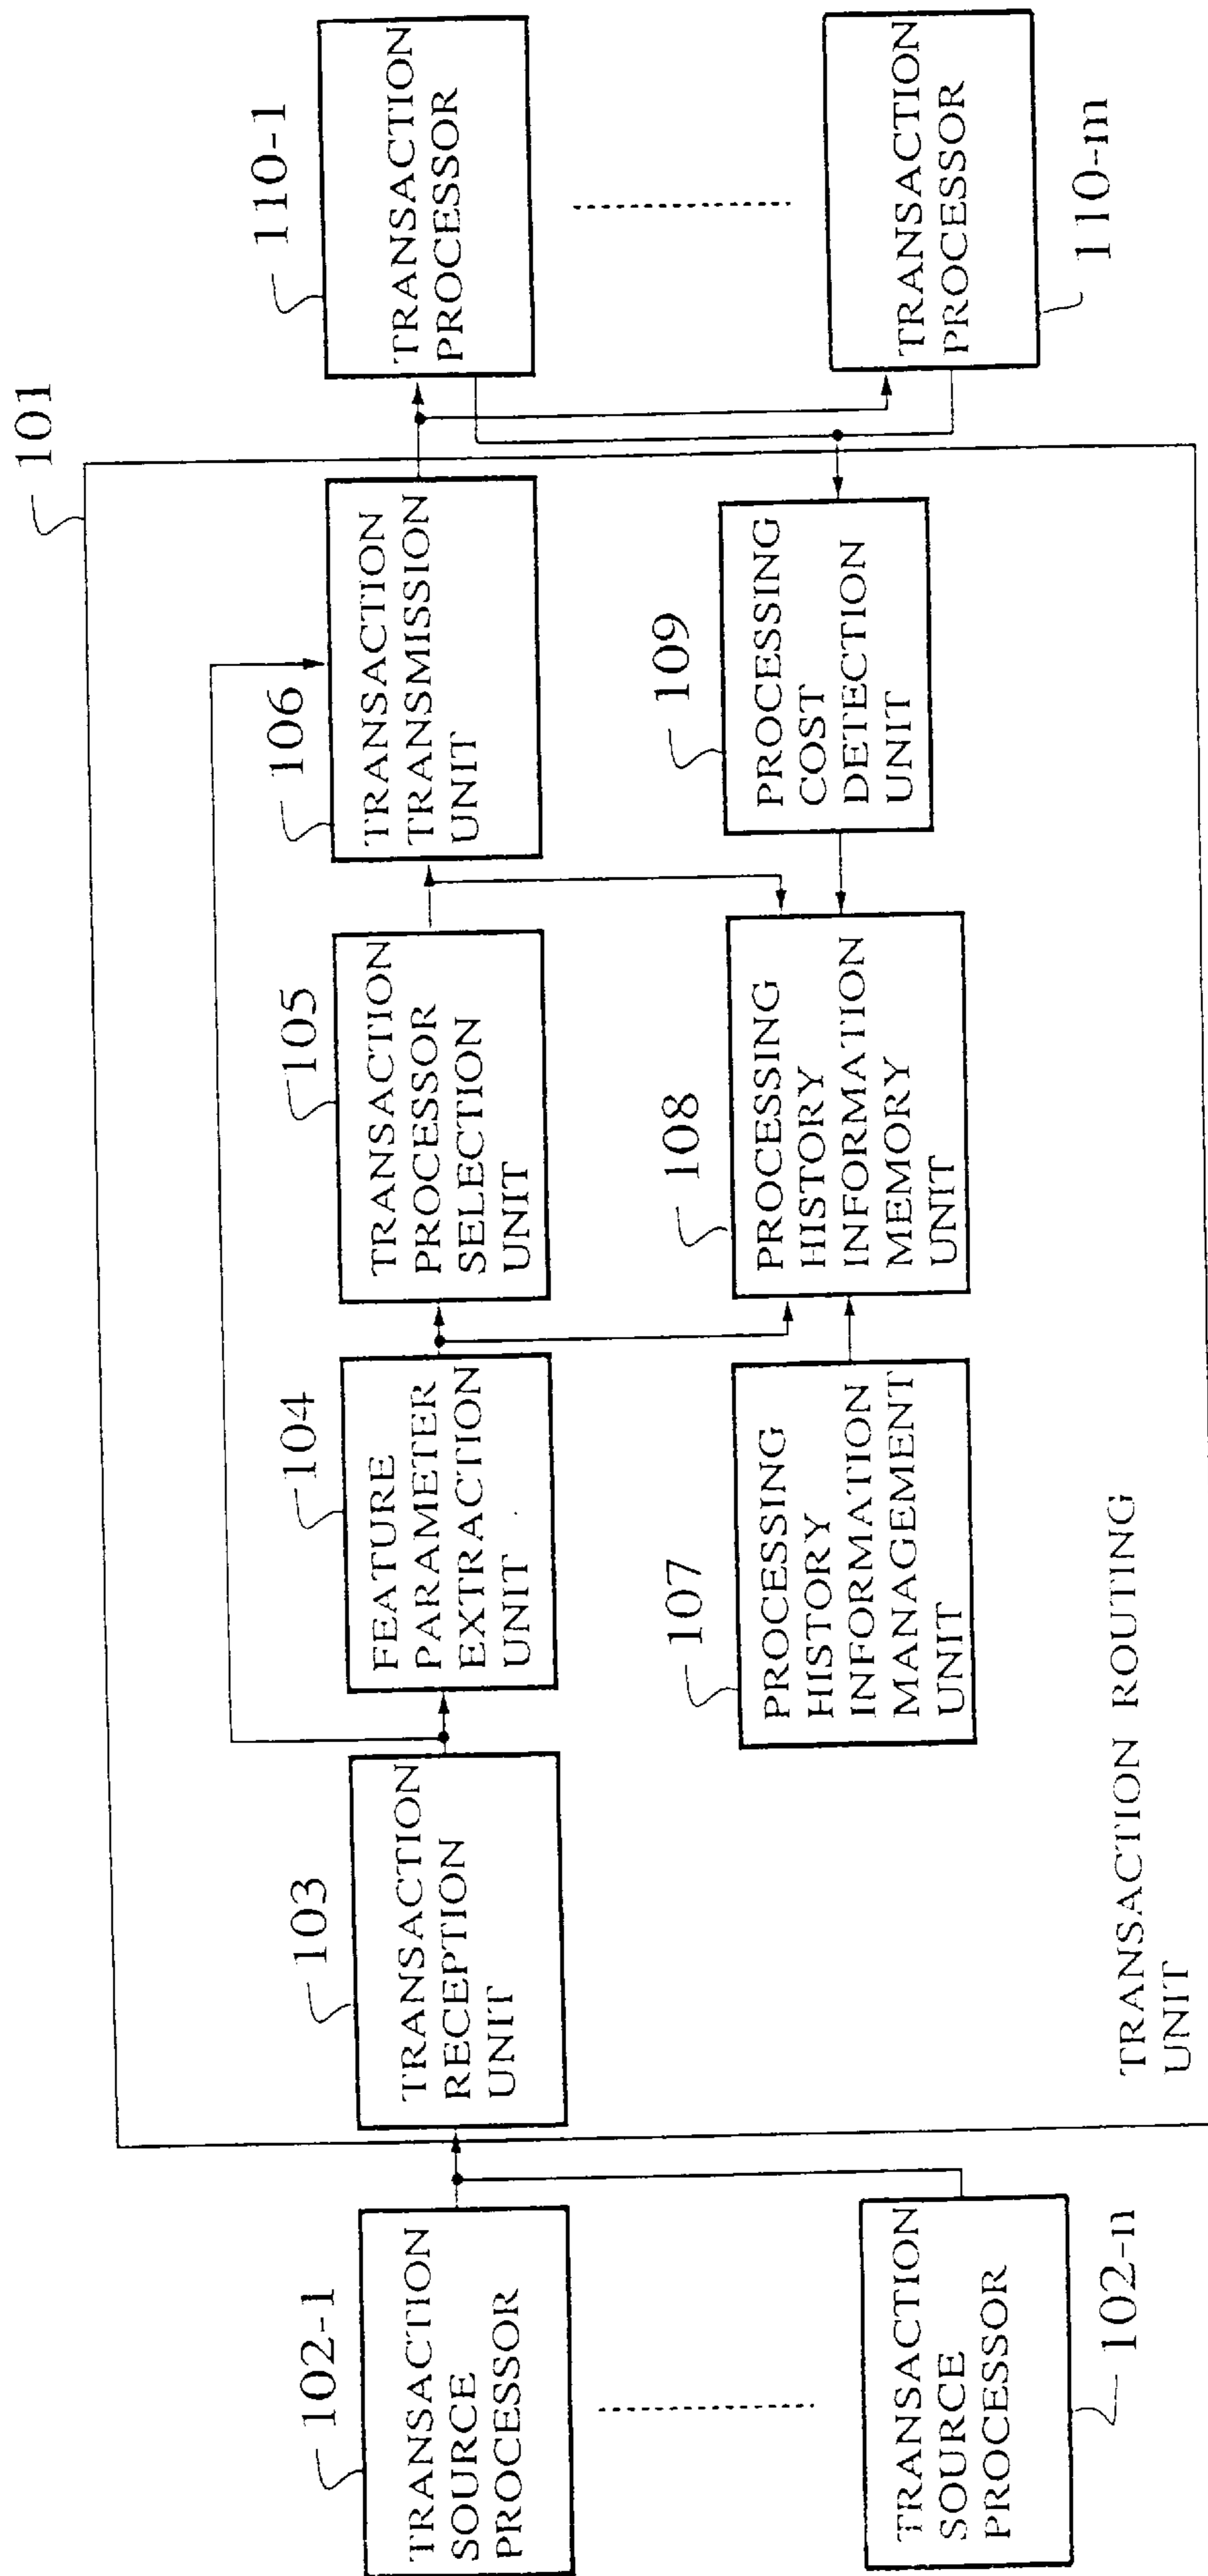 101
102-1
TRANSACTION
SOURCE
PROCESSOR
TRANSACTION
SOURCE
PROCESSOR
102-n
103
TRANSACTION
RECEPTION
UNIT
104
FEATURE
PARAMETER
EXTRACTION
UNIT
105
TRANSACTION
PROCESSOR
SELECTION
UNIT
106
TRANSACTION
TRANSMISSION
UNIT
107
PROCESSING
HISTORY
INFORMATION
MANAGEMENT
UNIT
108
PROCESSING
HISTORY
INFORMATION
MEMORY
UNIT
109
PROCESSING
COST
DETECTION
UNIT
TRANSACTION ROUTING
UNIT
110-1
TRANSACTION
PROCESSOR
TRANSACTION
PROCESSOR
110-m